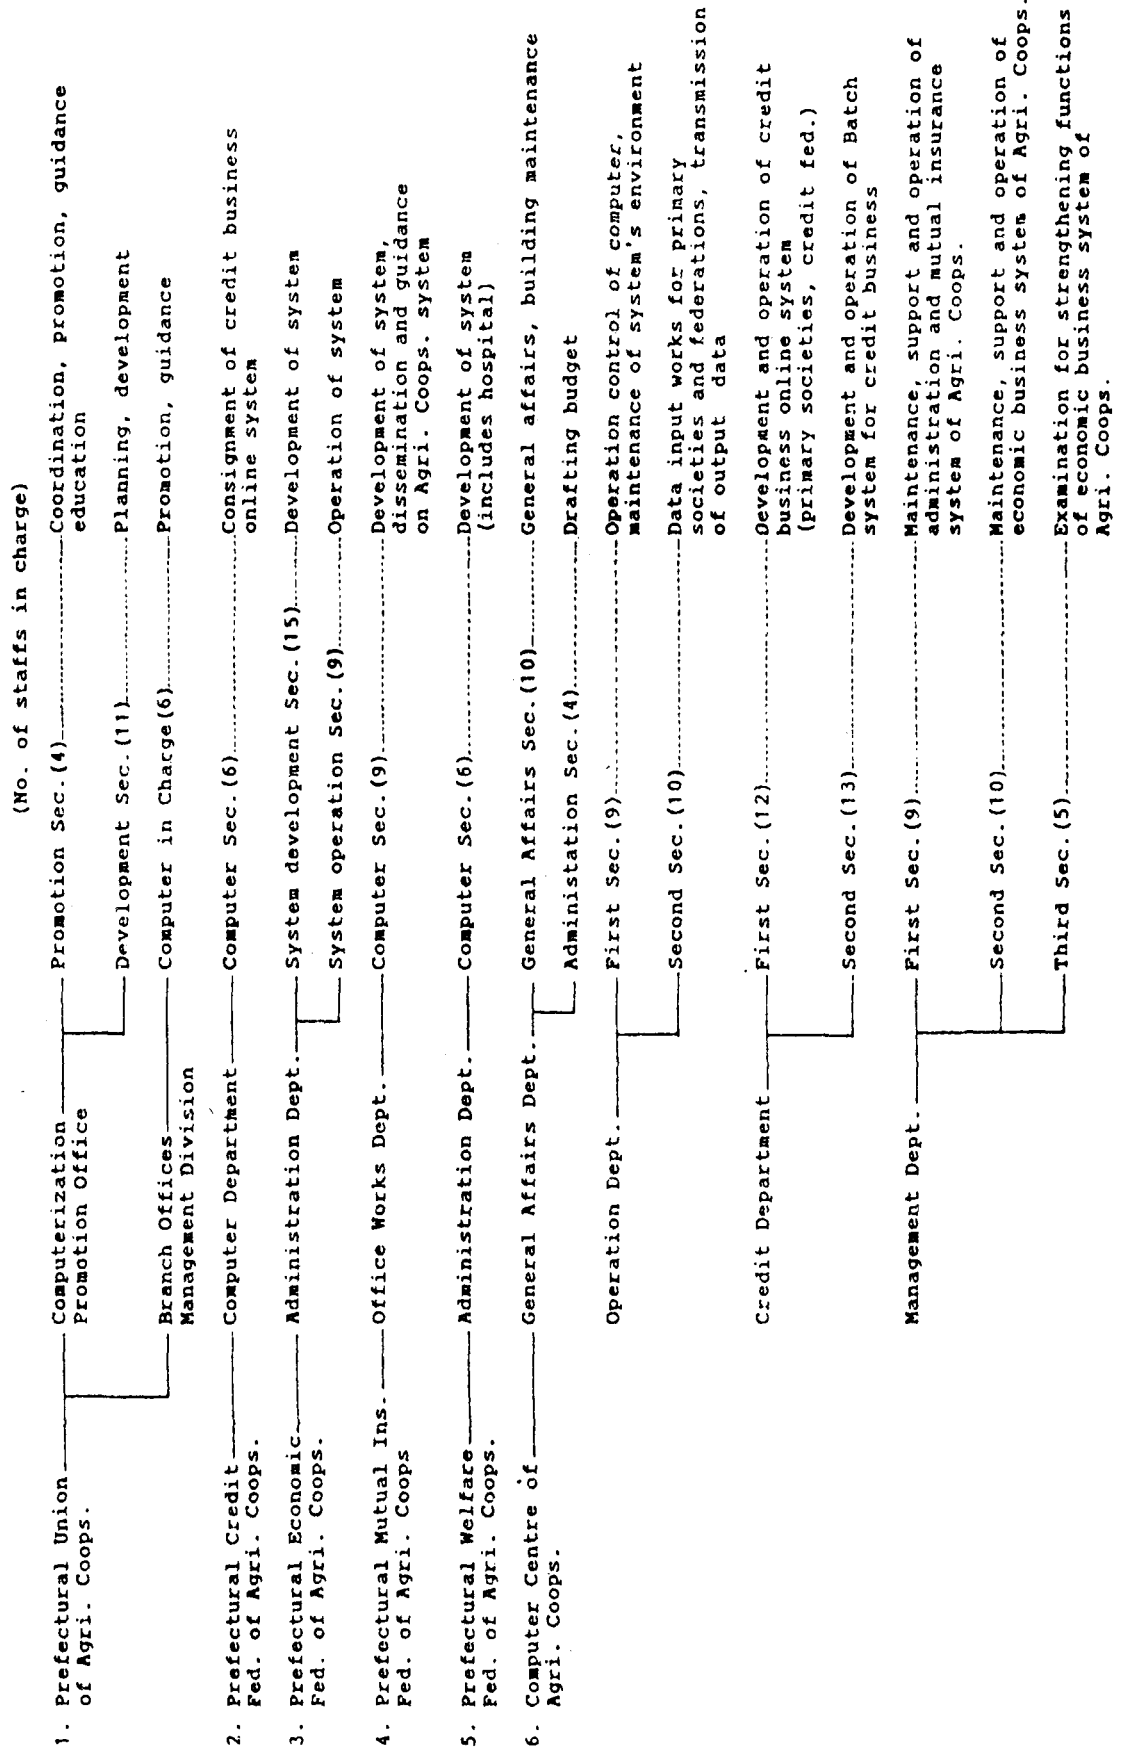 (No. of staffs in charge)
1. Prefectural Union
of Agri. Coops.
Computerization
Promotion Office
Promotion Sec.(4)
Coordination, promotion, guidance
education
Development Sec.(11)
Planning, development
Branch Offices
Management Division
Computer in Charge(6)
Promotion, guidance
2. Prefectural Credit
Fed. of Agri. Coops.
Computer Department
Computer Sec.(6)
Consignment of credit business
online system
3. Prefectural Economic
Fed. of Agri. Coops.
Administration Dept.
System development Sec.(15)
Development of system
System operation Sec.(9)
Operation of system
4. Prefectural Mutual Ins.
Fed. of Agri. Coops
Office Works Dept.
Computer Sec.(9)
Development of system,
dissemination and guidance
on Agri. Coops. system
5. Prefectural Welfare
Fed. of Agri. Coops.
Administration Dept.
Computer Sec.(6)
Development of system
(includes hospital)
6. Computer Centre of
Agri. Coops.
General Affairs Dept.
General Affairs Sec.(10)
General affairs, building maintenance
Administation Sec.(4)
Drafting budget
Operation Dept.
First Sec.(9)
Operation control of computer,
maintenance of system's environment
Second Sec.(10)
Data input works for primary
societies and federations, transmission
of output data
Credit Department
First Sec.(12)
Development and operation of credit
business online system
(primary societies, credit fed.)
Second Sec.(13)
Development and operation of Batch
system for credit business
Management Dept.
First Sec.(9)
Maintenance, support and operation of
administration and mutual insurance
system of Agri. Coops.
Second Sec.(10)
Maintenance, support and operation of
economic business system of Agri. Coops.
Third Sec.(5)
Examination for strengthening functions
of economic business system of
Agri. Coops.